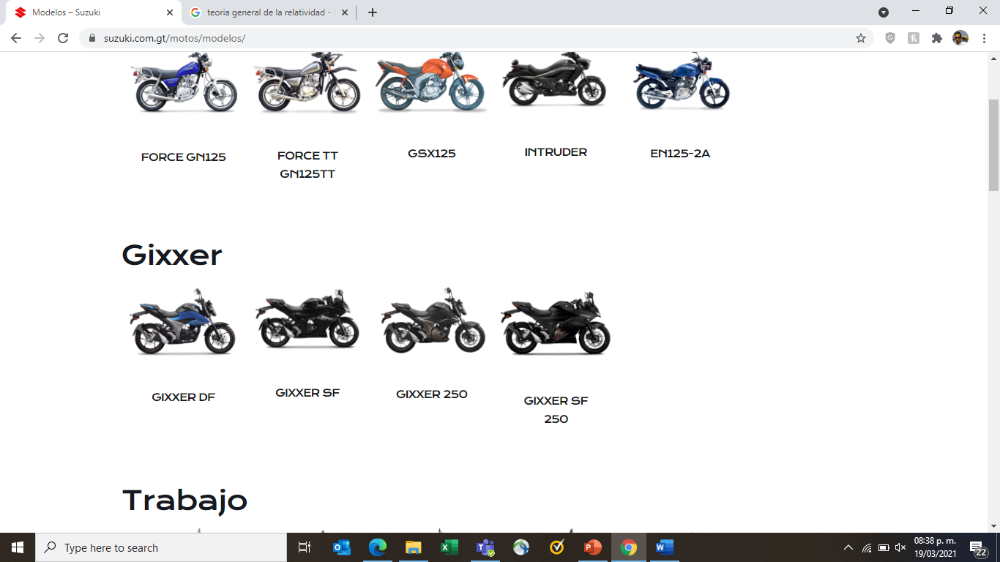 Modelos – Suzuki
teoria general de la relatividad -
suzuki.com.gt/motos/modelos/
FORCE GN125
FORCE TT
GN125TT
GSX125
INTRUDER
EN125-2A
Gixxer
GIXXER DF
GIXXER SF
GIXXER 250
GIXXER SF
250
Trabajo
Type here to search
08:38 p. m.
19/03/2021
22